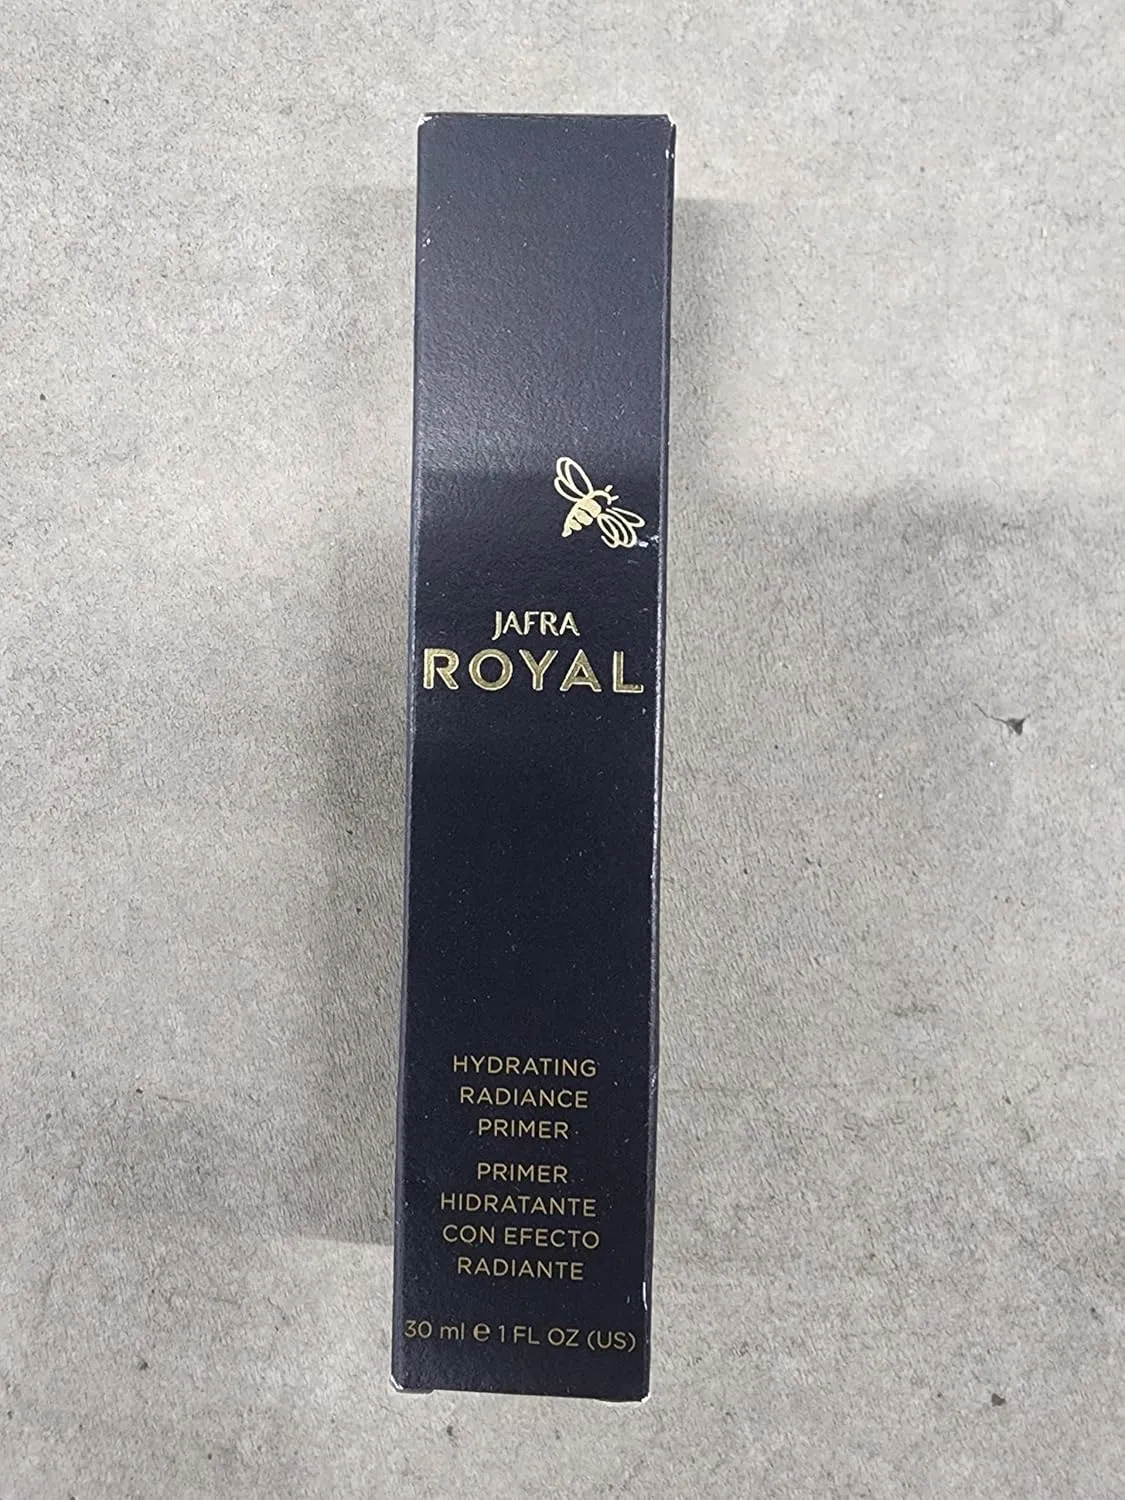 JAFRA
ROYAL
HYDRATING
RADIANCE
PRIMER
PRIMER
HIDRATANTE
CON EFECTO
RADIANTE
30 ml ℮ 1 FL OZ (US)